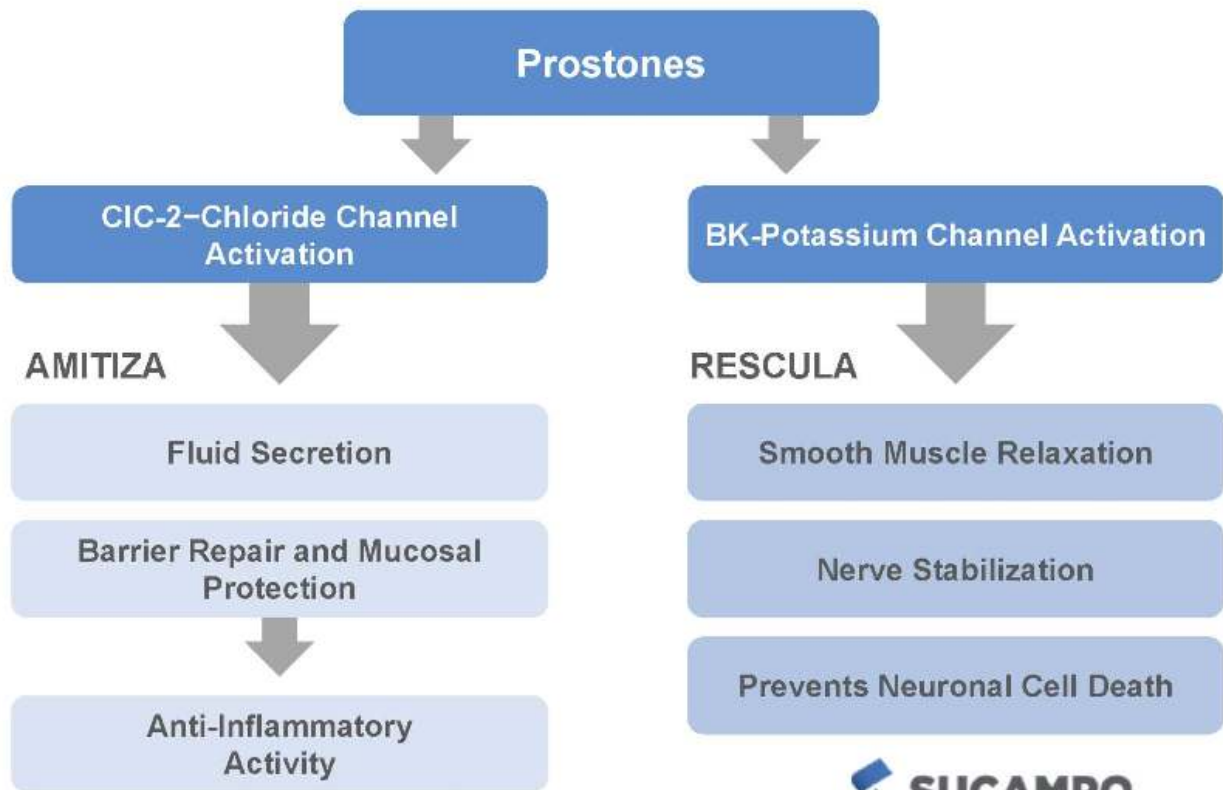 Prostones
ClC-2–Chloride Channel
Activation
BK-Potassium Channel Activation
AMITIZA
RESCULA
Fluid Secretion
Smooth Muscle Relaxation
Barrier Repair and Mucosal
Protection
Nerve Stabilization
Prevents Neuronal Cell Death
Anti-Inflammatory
Activity
SUCAMPO